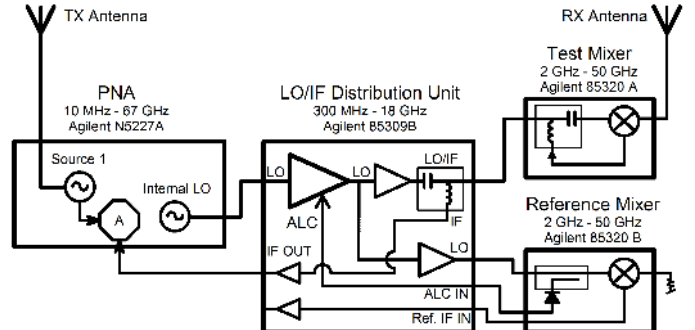 TX Antenna
RX Antenna
PNA
10 MHz - 67 GHz
Agilent N5227A
LO/IF Distribution Unit
300 MHz - 18 GHz
Agilent 85309B
Test Mixer
2 GHz - 50 GHz
Agilent 85320 A
Source 1
Internal LO
A
LO
LO
LO/IF
ALC
IF
IF OUT
LO
ALC IN
Ref. IF IN
Reference Mixer
2 GHz - 50 GHz
Agilent 85320 B